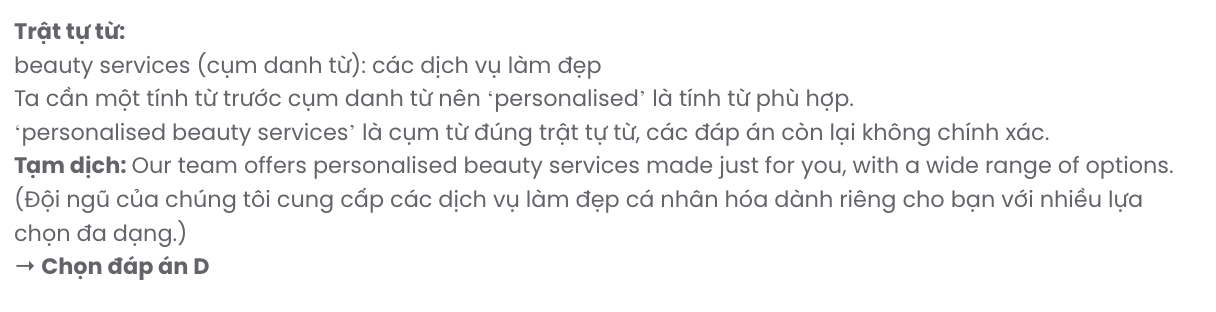 Trật tự từ:
beauty services (cụm danh từ): các dịch vụ làm đẹp
Ta cần một tính từ trước cụm danh từ nên ‘personalised’ là tính từ phù hợp.
‘personalised beauty services’ là cụm từ đúng trật tự từ, các đáp án còn lại không chính xác.
Tạm dịch: Our team offers personalised beauty services made just for you, with a wide range of options.
(Đội ngũ của chúng tôi cung cấp các dịch vụ làm đẹp cá nhân hóa dành riêng cho bạn với nhiều lựa
chọn đa dạng.)
→ Chọn đáp án D